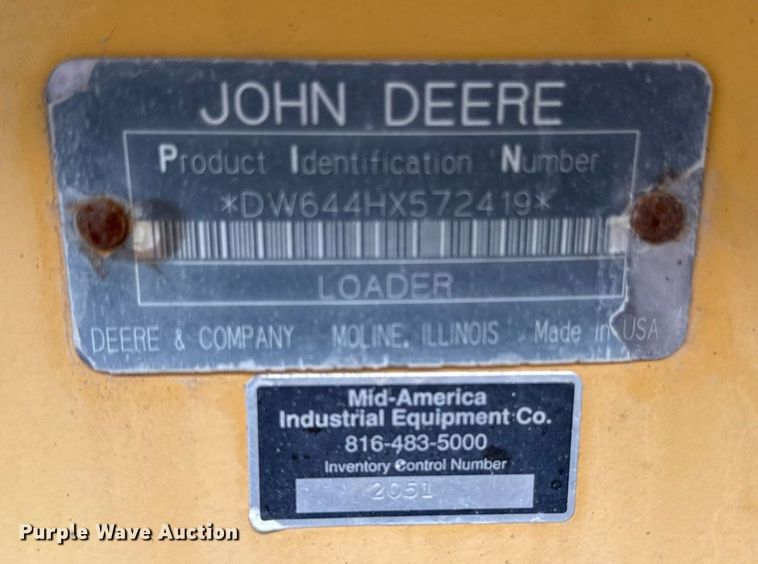 JOHN DEERE
Product Identification Number
*DW644HX572419*
LOADER
DEERE & COMPANY MOLINE, ILLINOIS Made in USA
Mid-America
Industrial Equipment Co.
816-483-5000
Inventory Control Number
2051
Purple Wave Auction